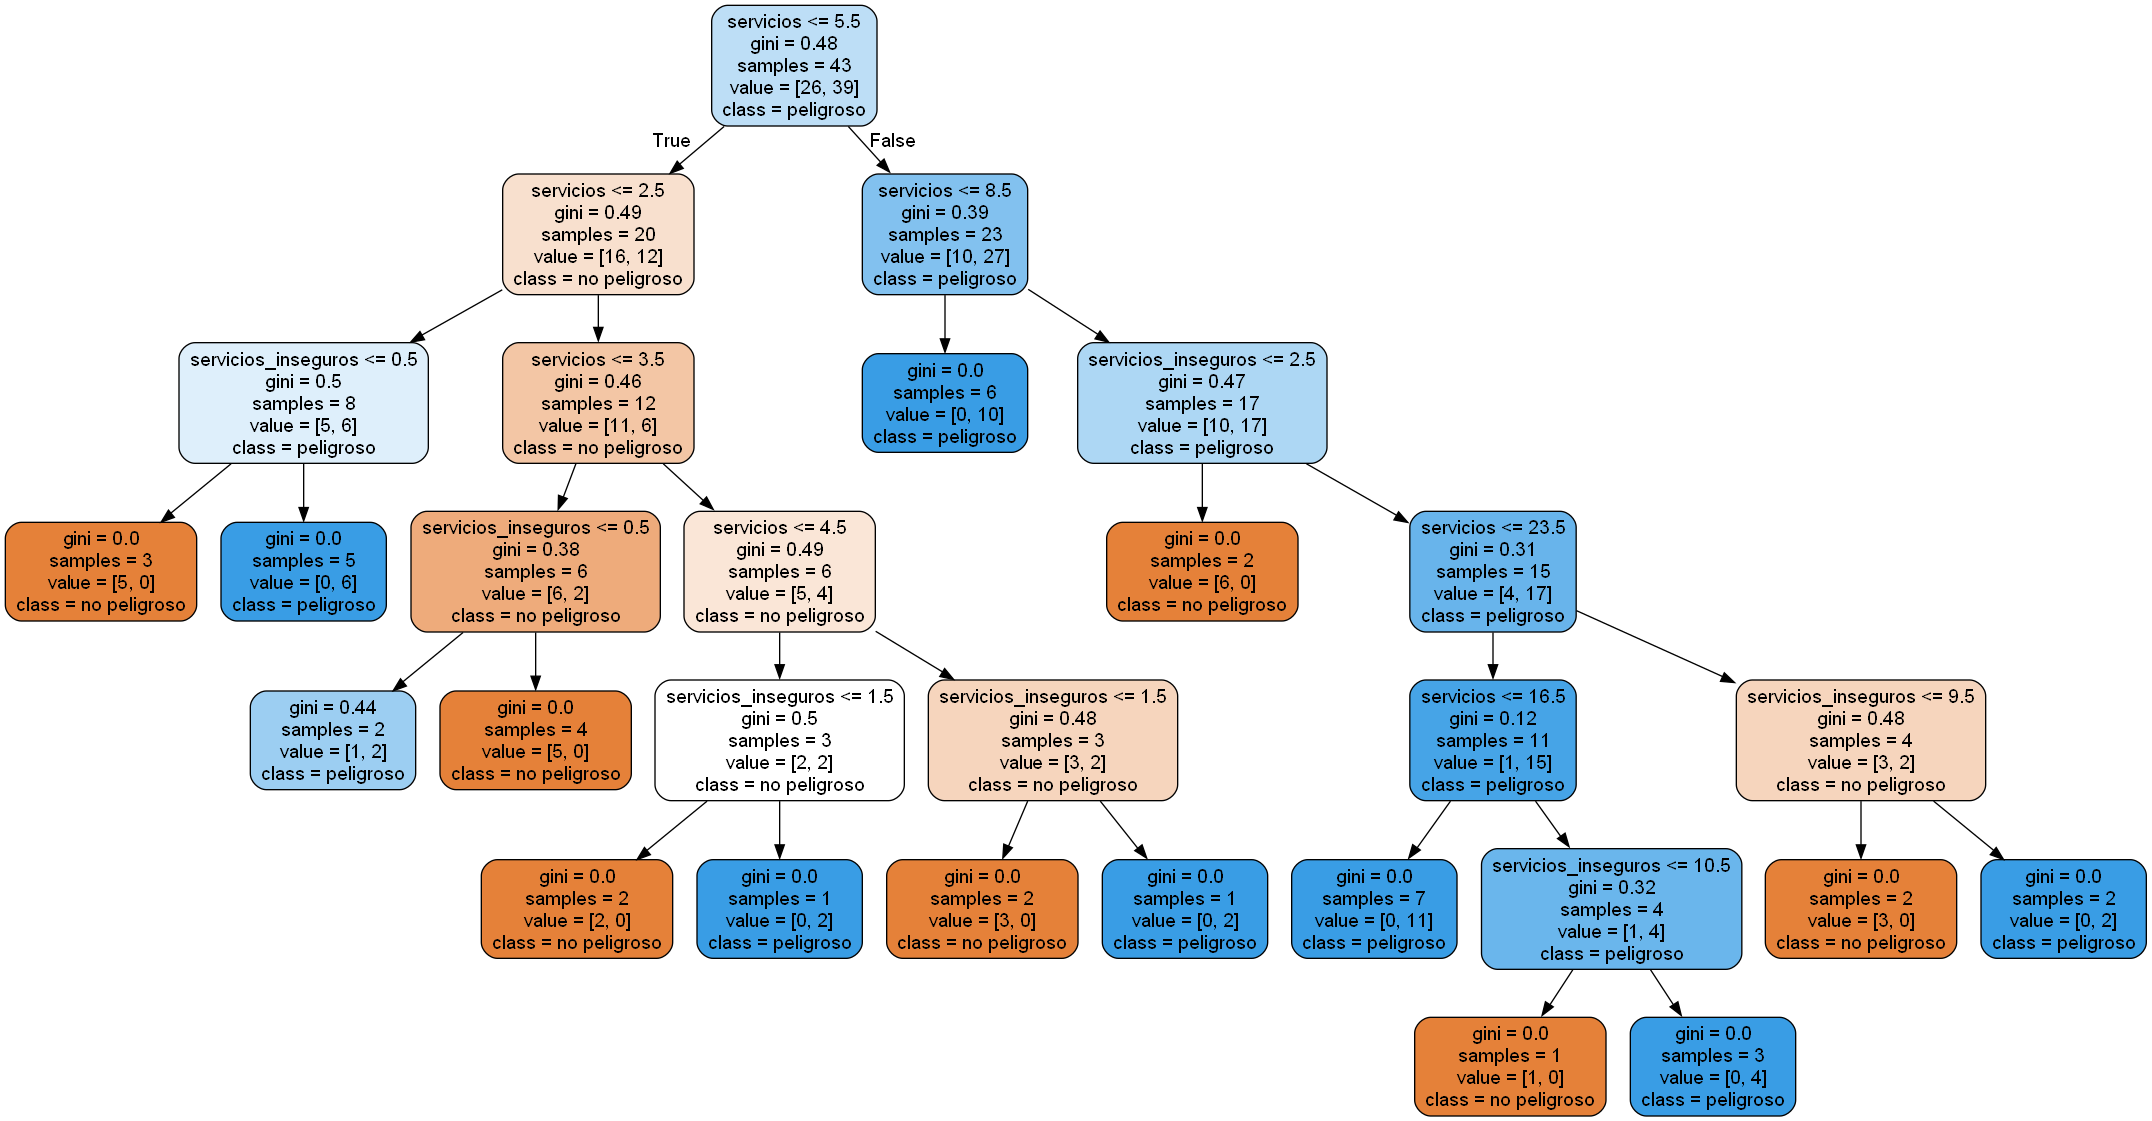 servicios <= 5.5
gini = 0.48
samples = 43
value = [26, 39]
class = peligroso
True
False
servicios <= 2.5
gini = 0.49
samples = 20
value = [16, 12]
class = no peligroso
servicios <= 8.5
gini = 0.39
samples = 23
value = [10, 27]
class = peligroso
servicios_inseguros <= 0.5
gini = 0.5
samples = 8
value = [5, 6]
class = peligroso
servicios <= 3.5
gini = 0.46
samples = 12
value = [11, 6]
class = no peligroso
gini = 0.0
samples = 6
value = [0, 10]
class = peligroso
servicios_inseguros <= 2.5
gini = 0.47
samples = 17
value = [10, 17]
class = peligroso
gini = 0.0
samples = 3
value = [5, 0]
class = no peligroso
gini = 0.0
samples = 5
value = [0, 6]
class = peligroso
servicios_inseguros <= 0.5
gini = 0.38
samples = 6
value = [6, 2]
class = no peligroso
servicios <= 4.5
gini = 0.49
samples = 6
value = [5, 4]
class = no peligroso
gini = 0.0
samples = 2
value = [6, 0]
class = no peligroso
servicios <= 23.5
gini = 0.31
samples = 15
value = [4, 17]
class = peligroso
gini = 0.44
samples = 2
value = [1, 2]
class = peligroso
gini = 0.0
samples = 4
value = [5, 0]
class = no peligroso
servicios_inseguros <= 1.5
gini = 0.5
samples = 3
value = [2, 2]
class = no peligroso
servicios_inseguros <= 1.5
gini = 0.48
samples = 3
value = [3, 2]
class = no peligroso
servicios <= 16.5
gini = 0.12
samples = 11
value = [1, 15]
class = peligroso
servicios_inseguros <= 9.5
gini = 0.48
samples = 4
value = [3, 2]
class = no peligroso
gini = 0.0
samples = 2
value = [2, 0]
class = no peligroso
gini = 0.0
samples = 1
value = [0, 2]
class = peligroso
gini = 0.0
samples = 2
value = [3, 0]
class = no peligroso
gini = 0.0
samples = 1
value = [0, 2]
class = peligroso
gini = 0.0
samples = 7
value = [0, 11]
class = peligroso
servicios_inseguros <= 10.5
gini = 0.32
samples = 4
value = [1, 4]
class = peligroso
gini = 0.0
samples = 2
value = [3, 0]
class = no peligroso
gini = 0.0
samples = 2
value = [0, 2]
class = peligroso
gini = 0.0
samples = 1
value = [1, 0]
class = no peligroso
gini = 0.0
samples = 3
value = [0, 4]
class = peligroso